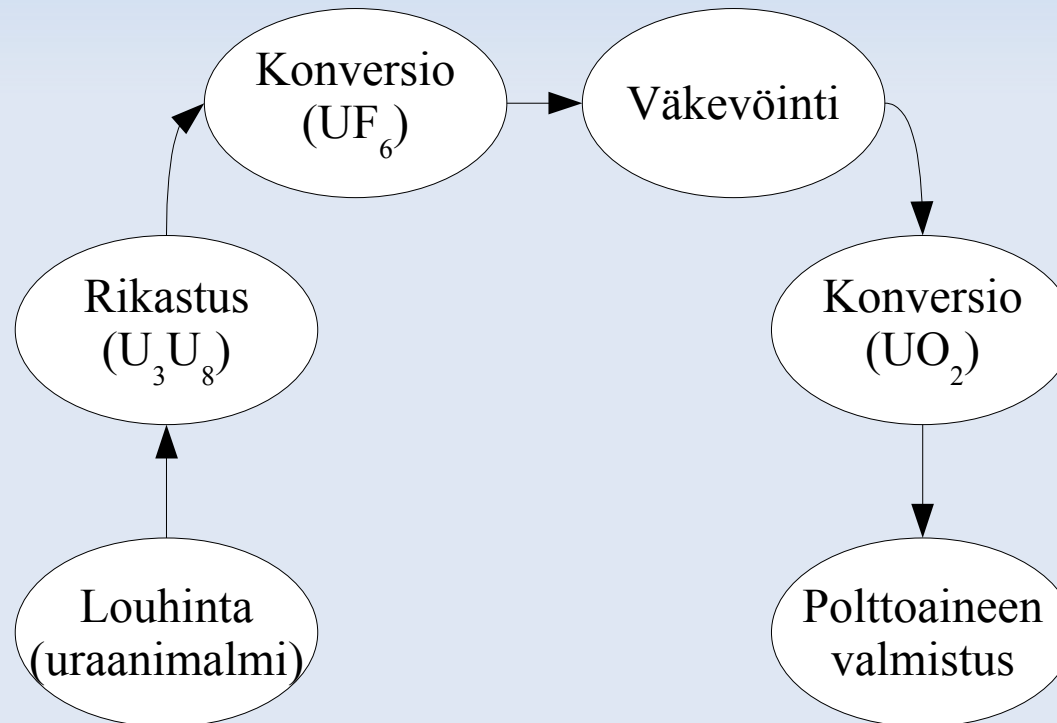 Konversio
(UF₆)
Väkevöinti
Rikastus
(U₃U₈)
Konversio
(UO₂)
Louhinta
(uraanimalmi)
Polttoaineen
valmistus